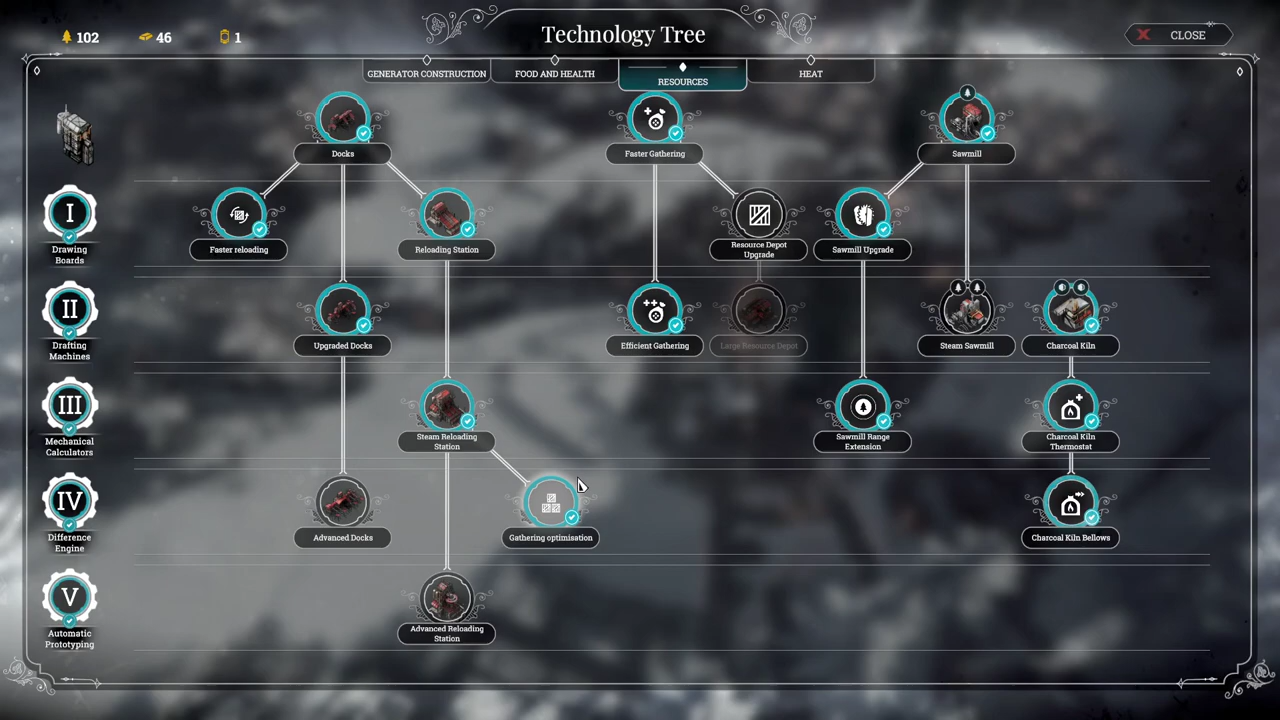 102
46
1
Technology Tree
CLOSE
GENERATOR CONSTRUCTION
FOOD AND HEALTH
RESOURCES
HEAT
Docks
Faster Gathering
Sawmill
I
Drawing
Boards
Faster reloading
Reloading Station
Resource Depot
Upgrade
Sawmill Upgrade
II
Drafting
Machines
Upgraded Docks
Efficient Gathering
Large Resource Depot
Steam Sawmill
Charcoal Kiln
III
Mechanical
Calculators
Steam Reloading
Station
Sawmill Range
Extension
Charcoal Kiln
Thermostat
IV
Difference
Engine
Advanced Docks
Gathering optimisation
Charcoal Kiln Bellows
V
Automatic
Prototyping
Advanced Reloading
Station